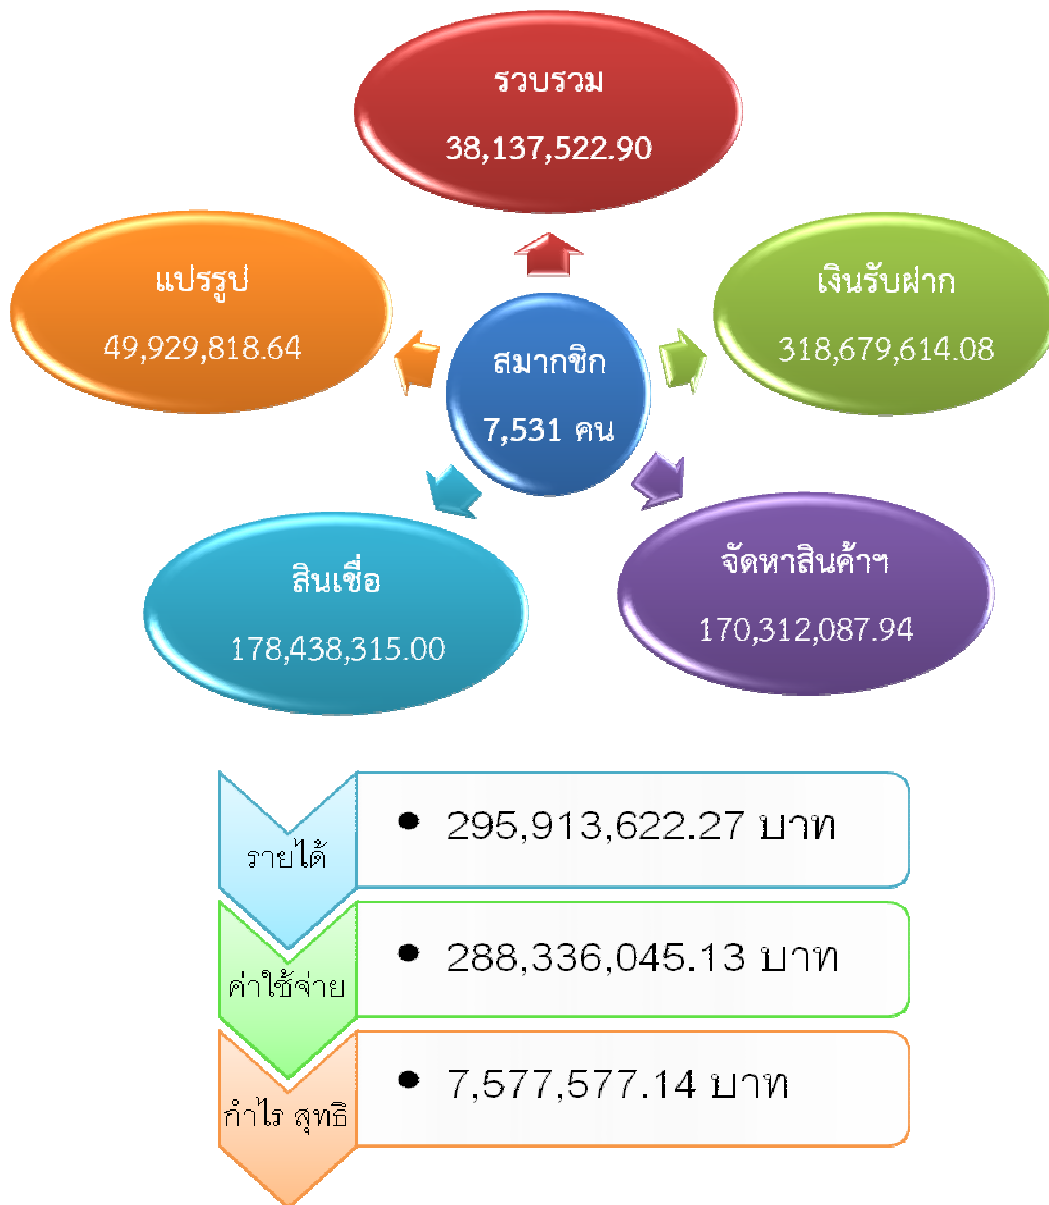 รวบรวม
38,137,522.90
แปรรูป
49,929,818.64
เงินรับฝาก
318,679,614.08
สมาชิก
7,531 คน
สินเชื่อ
178,438,315.00
จัดหาสินค้าฯ
170,312,087.94
รายได้
• 295,913,622.27 บาท
ค่าใช้จ่าย
• 288,336,045.13 บาท
กำไร สุทธิ
• 7,577,577.14 บาท